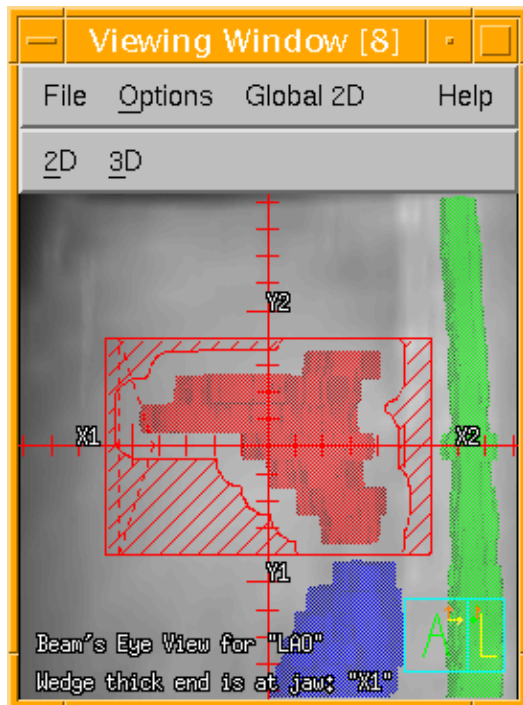 Viewing Window [8]
File Options Global 2D Help
2D 3D
Y2
X1 X2
Y1
A L
Beam's Eye View for "LAO"
Wedge thick end is at jaw: "X1"